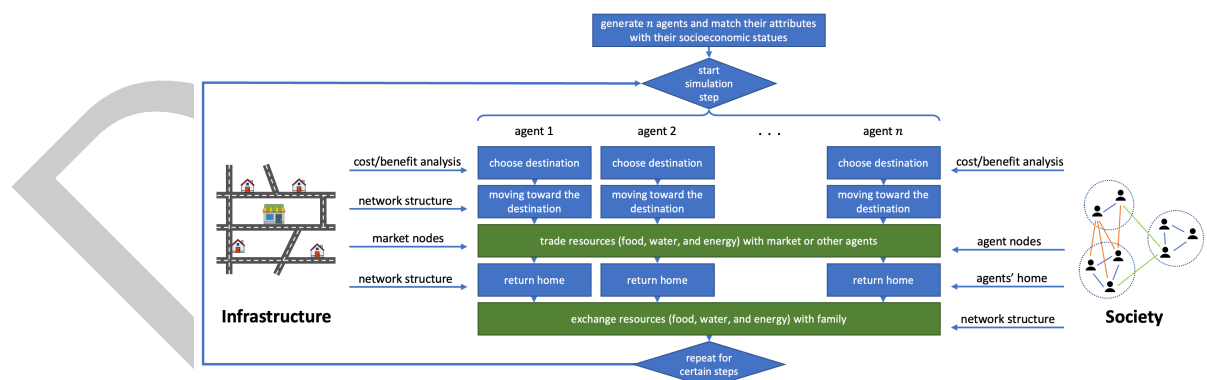 generate n agents and match their attributes
with their socioeconomic statues
start
simulation
step
agent 1
agent 2
. . .
agent n
cost/benefit analysis
choose destination
choose destination
choose destination
cost/benefit analysis
network structure
moving toward the
destination
moving toward the
destination
moving toward the
destination
market nodes
trade resources (food, water, and energy) with market or other agents
agent nodes
network structure
return home
return home
return home
agents' home
Infrastructure
exchange resources (food, water, and energy) with family
network structure
Society
repeat for
certain steps